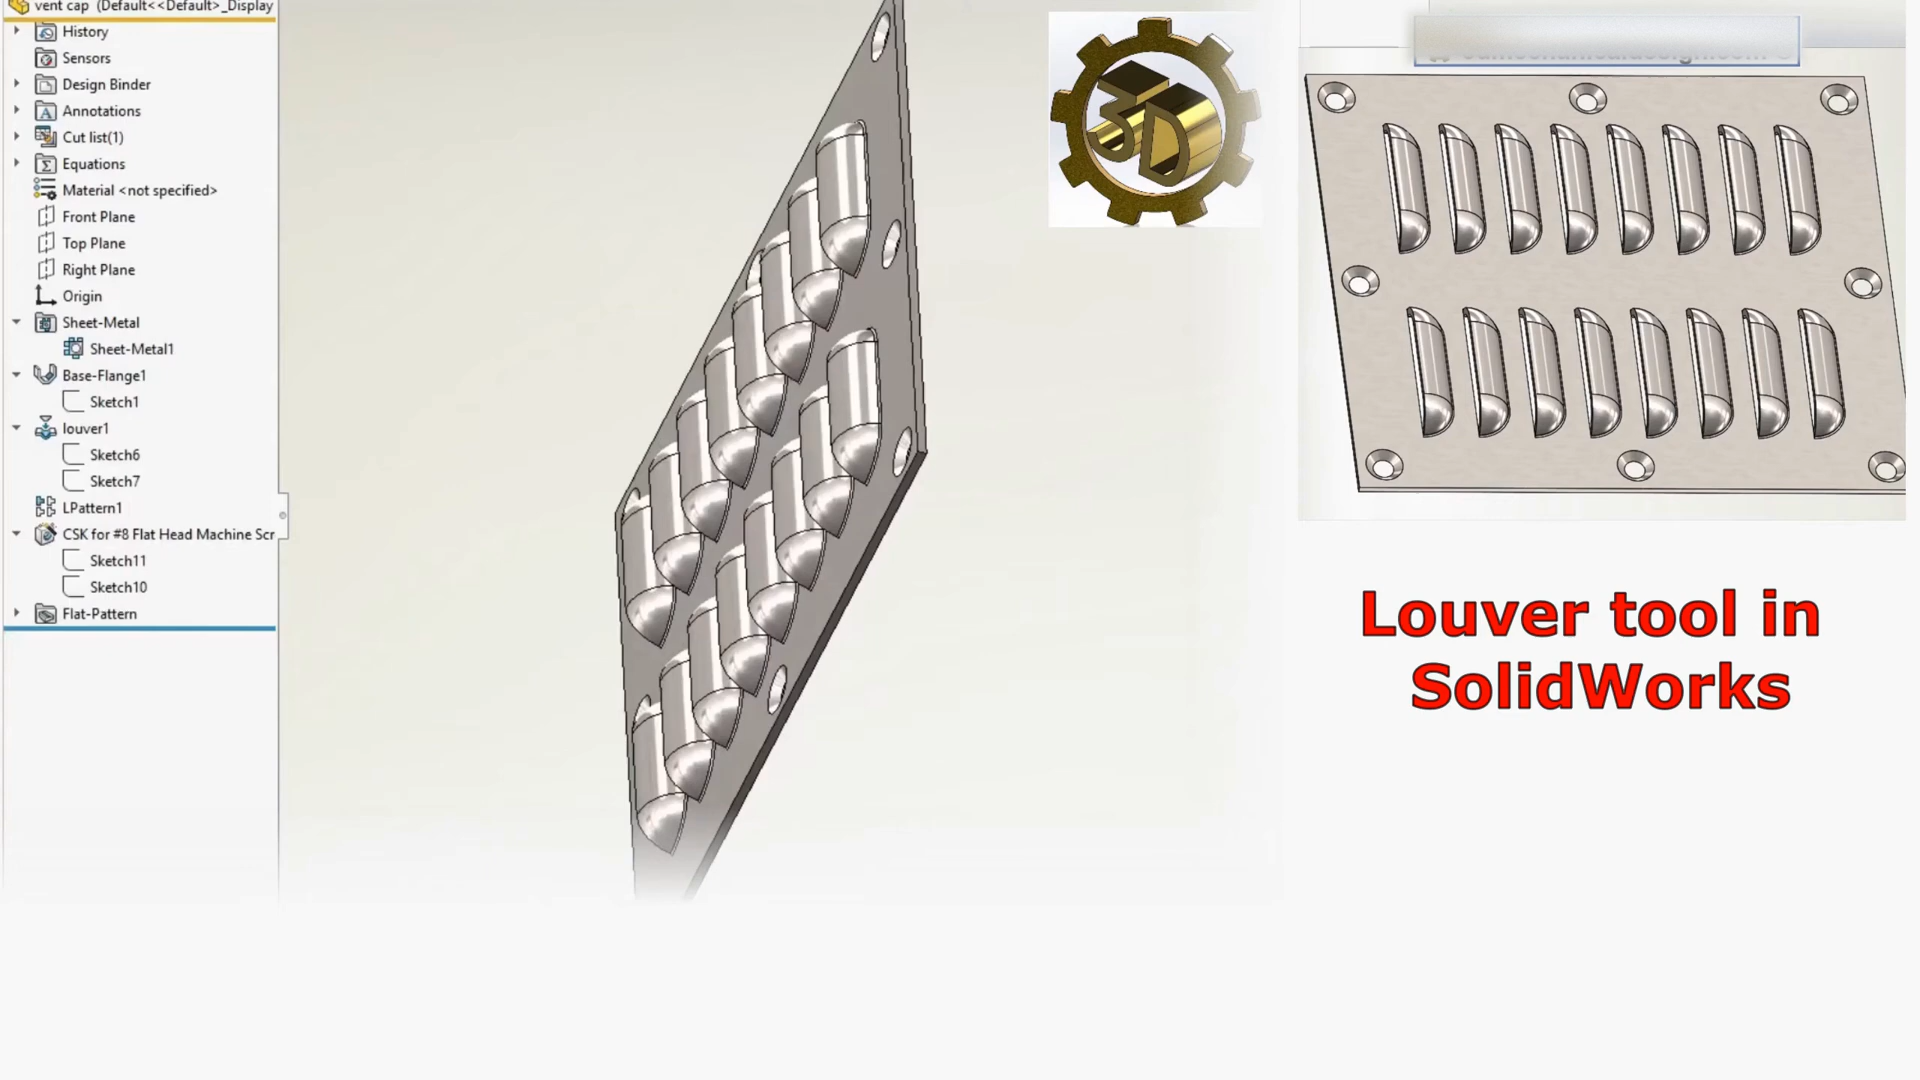 vent cap (Default<<Default>_Display
History
Sensors
Design Binder
Annotations
Cut list(1)
Equations
Material <not specified>
Front Plane
Top Plane
Right Plane
Origin
Sheet-Metal
Sheet-Metal1
Base-Flange1
Sketch1
louver1
Sketch6
Sketch7
LPattern1
CSK for #8 Flat Head Machine Scr
Sketch11
Sketch10
Flat-Pattern
3D
Louver tool in
SolidWorks